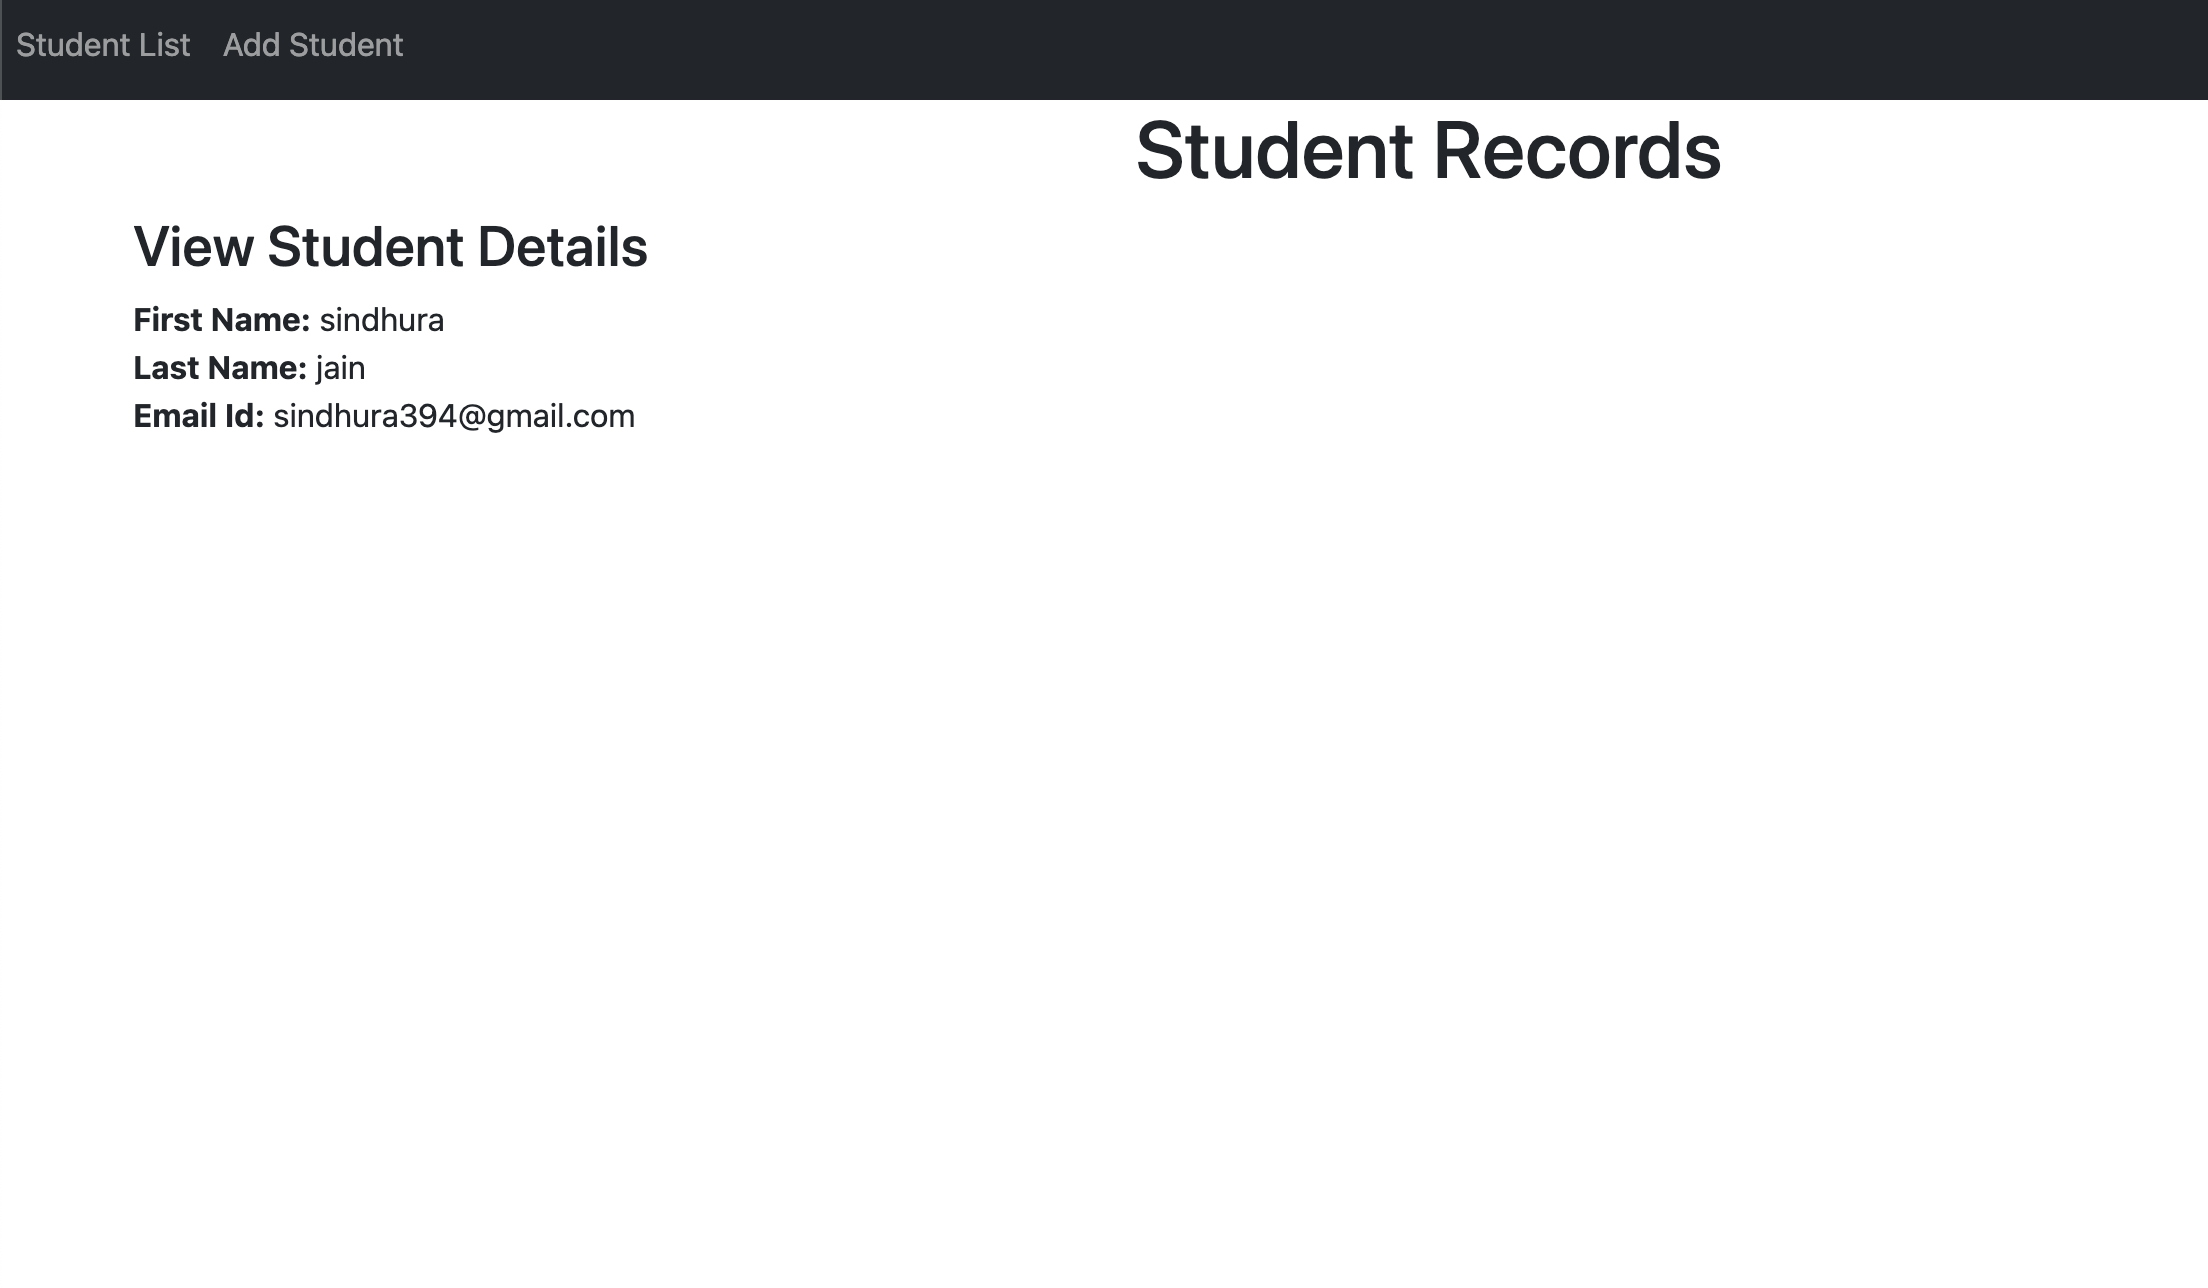 Student List Add Student
Student Records
View Student Details
First Name: sindhura
Last Name: jain
Email Id: sindhura394@gmail.com